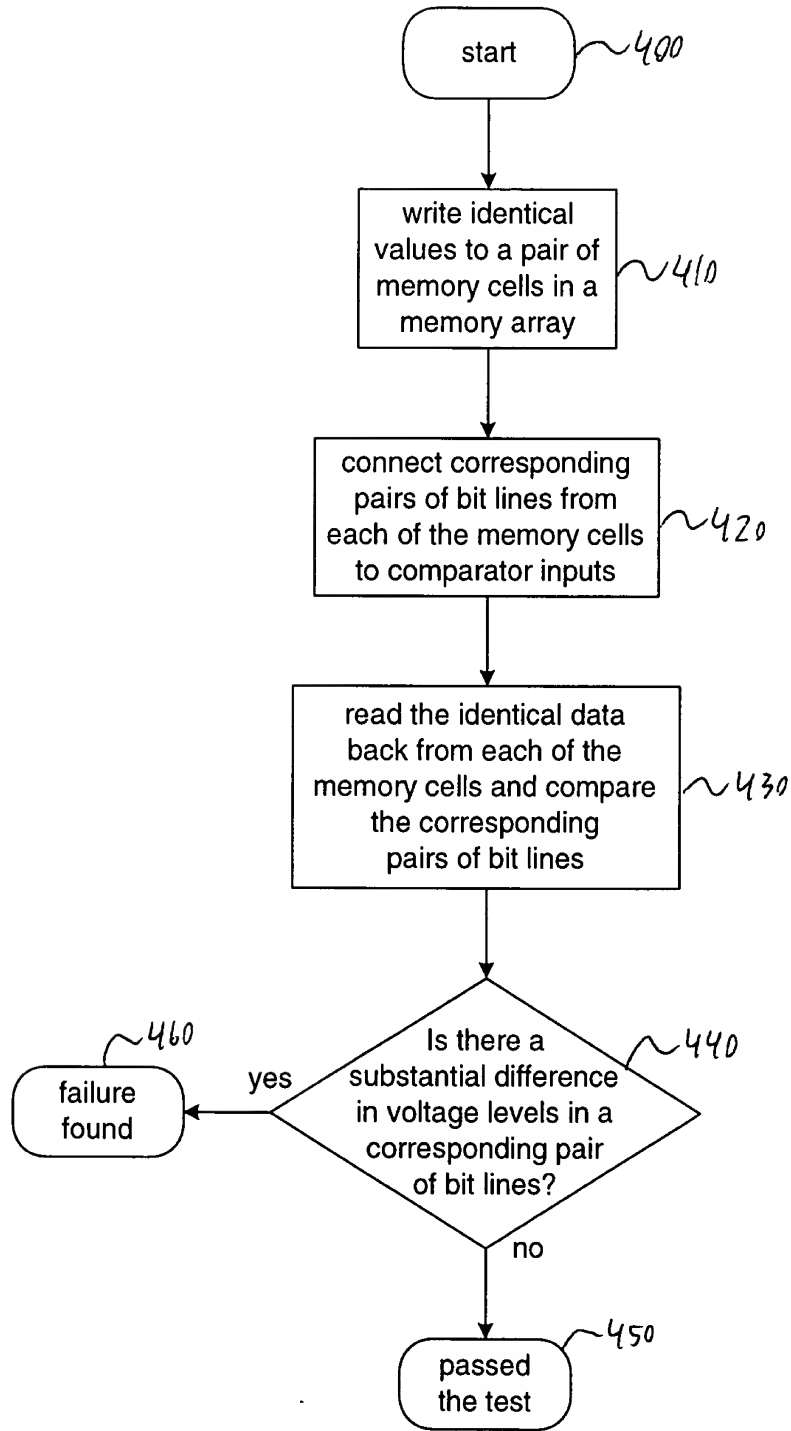 start
400
write identical
values to a pair of
memory cells in a
memory array
410
connect corresponding
pairs of bit lines from
each of the memory cells
to comparator inputs
420
read the identical data
back from each of the
memory cells and compare
the corresponding
pairs of bit lines
430
Is there a
substantial difference
in voltage levels in a
corresponding pair
of bit lines?
440
460
failure
found
yes
no
450
passed
the test